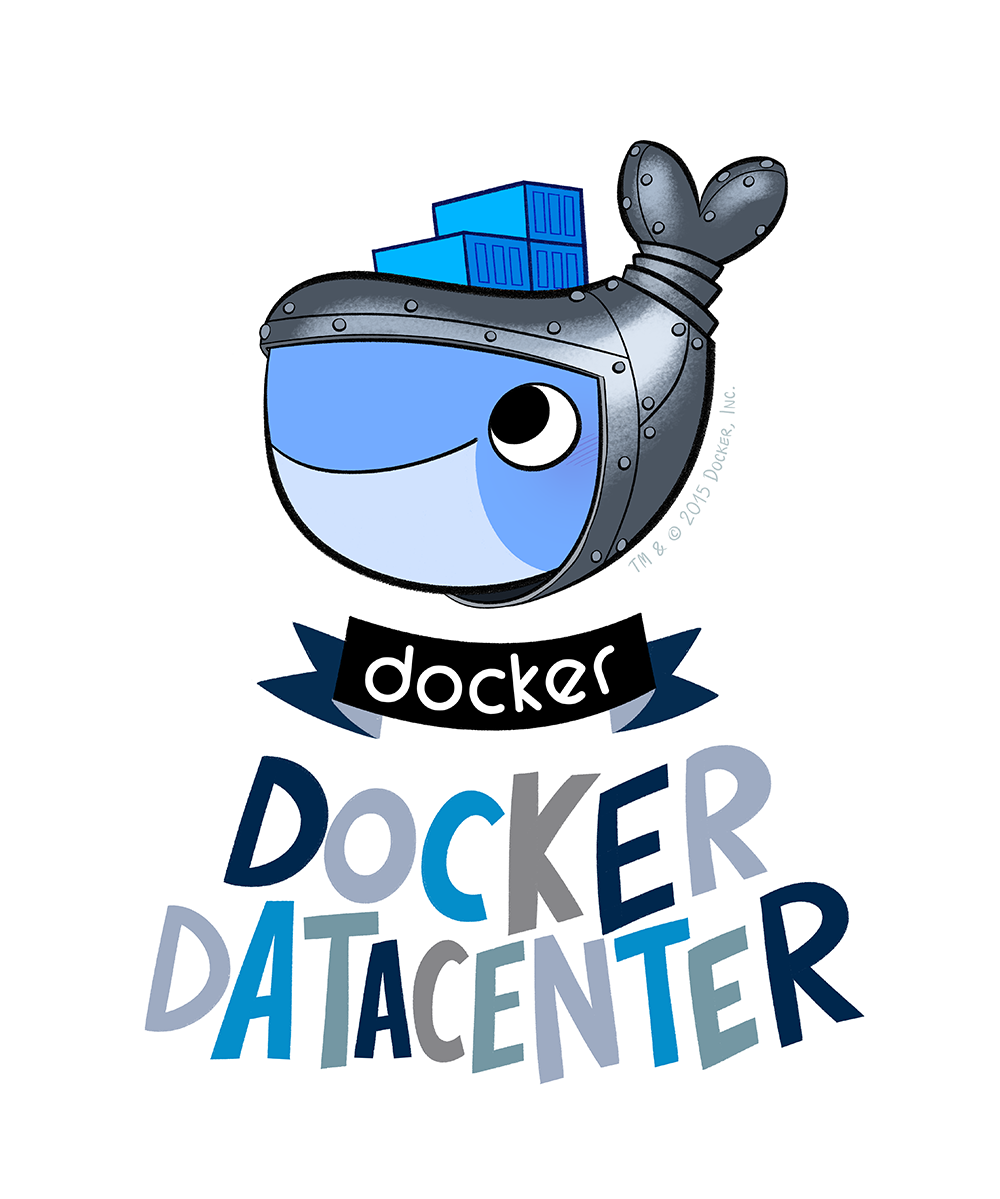 TM & © 2015 Docker, Inc.
docker
DOCKER
DATACENTER